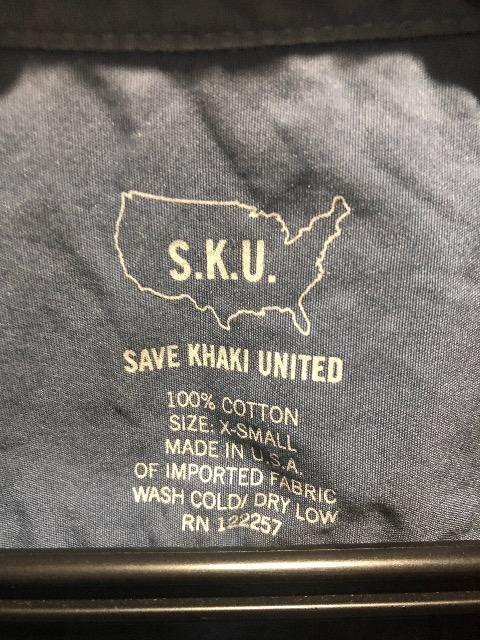 S.K.U.
SAVE KHAKI UNITED
100% COTTON
SIZE: X-SMALL
MADE IN U.S.A.
OF IMPORTED FABRIC
WASH COLD/ DRY LOW
RN 122257